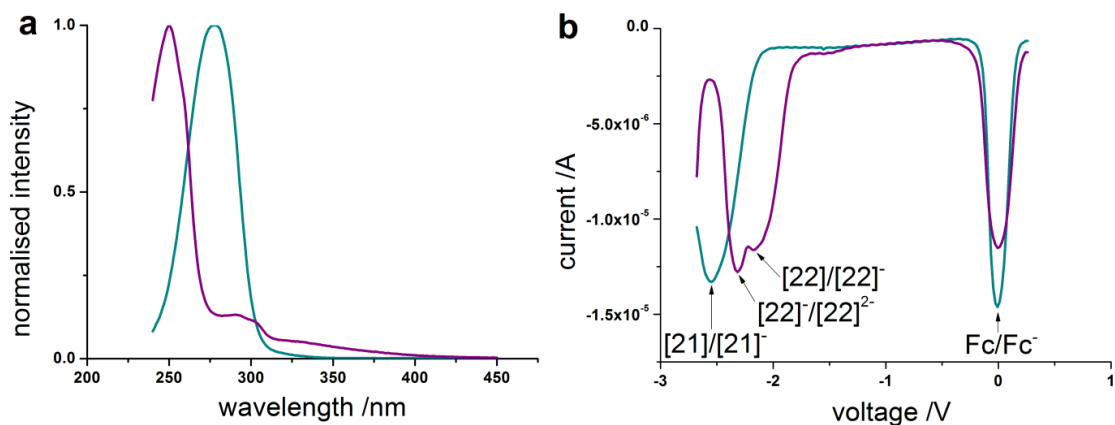 a
1.0
0.5
0.0
normalised intensity
200 250 300 350 400 450
wavelength /nm
b
0.0
-5.0x10⁻⁶
-1.0x10⁻⁵
-1.5x10⁻⁵
current /A
[22]/[22]⁻
[22]⁻/[22]²⁻
[21]/[21]⁻
Fc/Fc⁻
-3 -2 -1 0 1
voltage /V